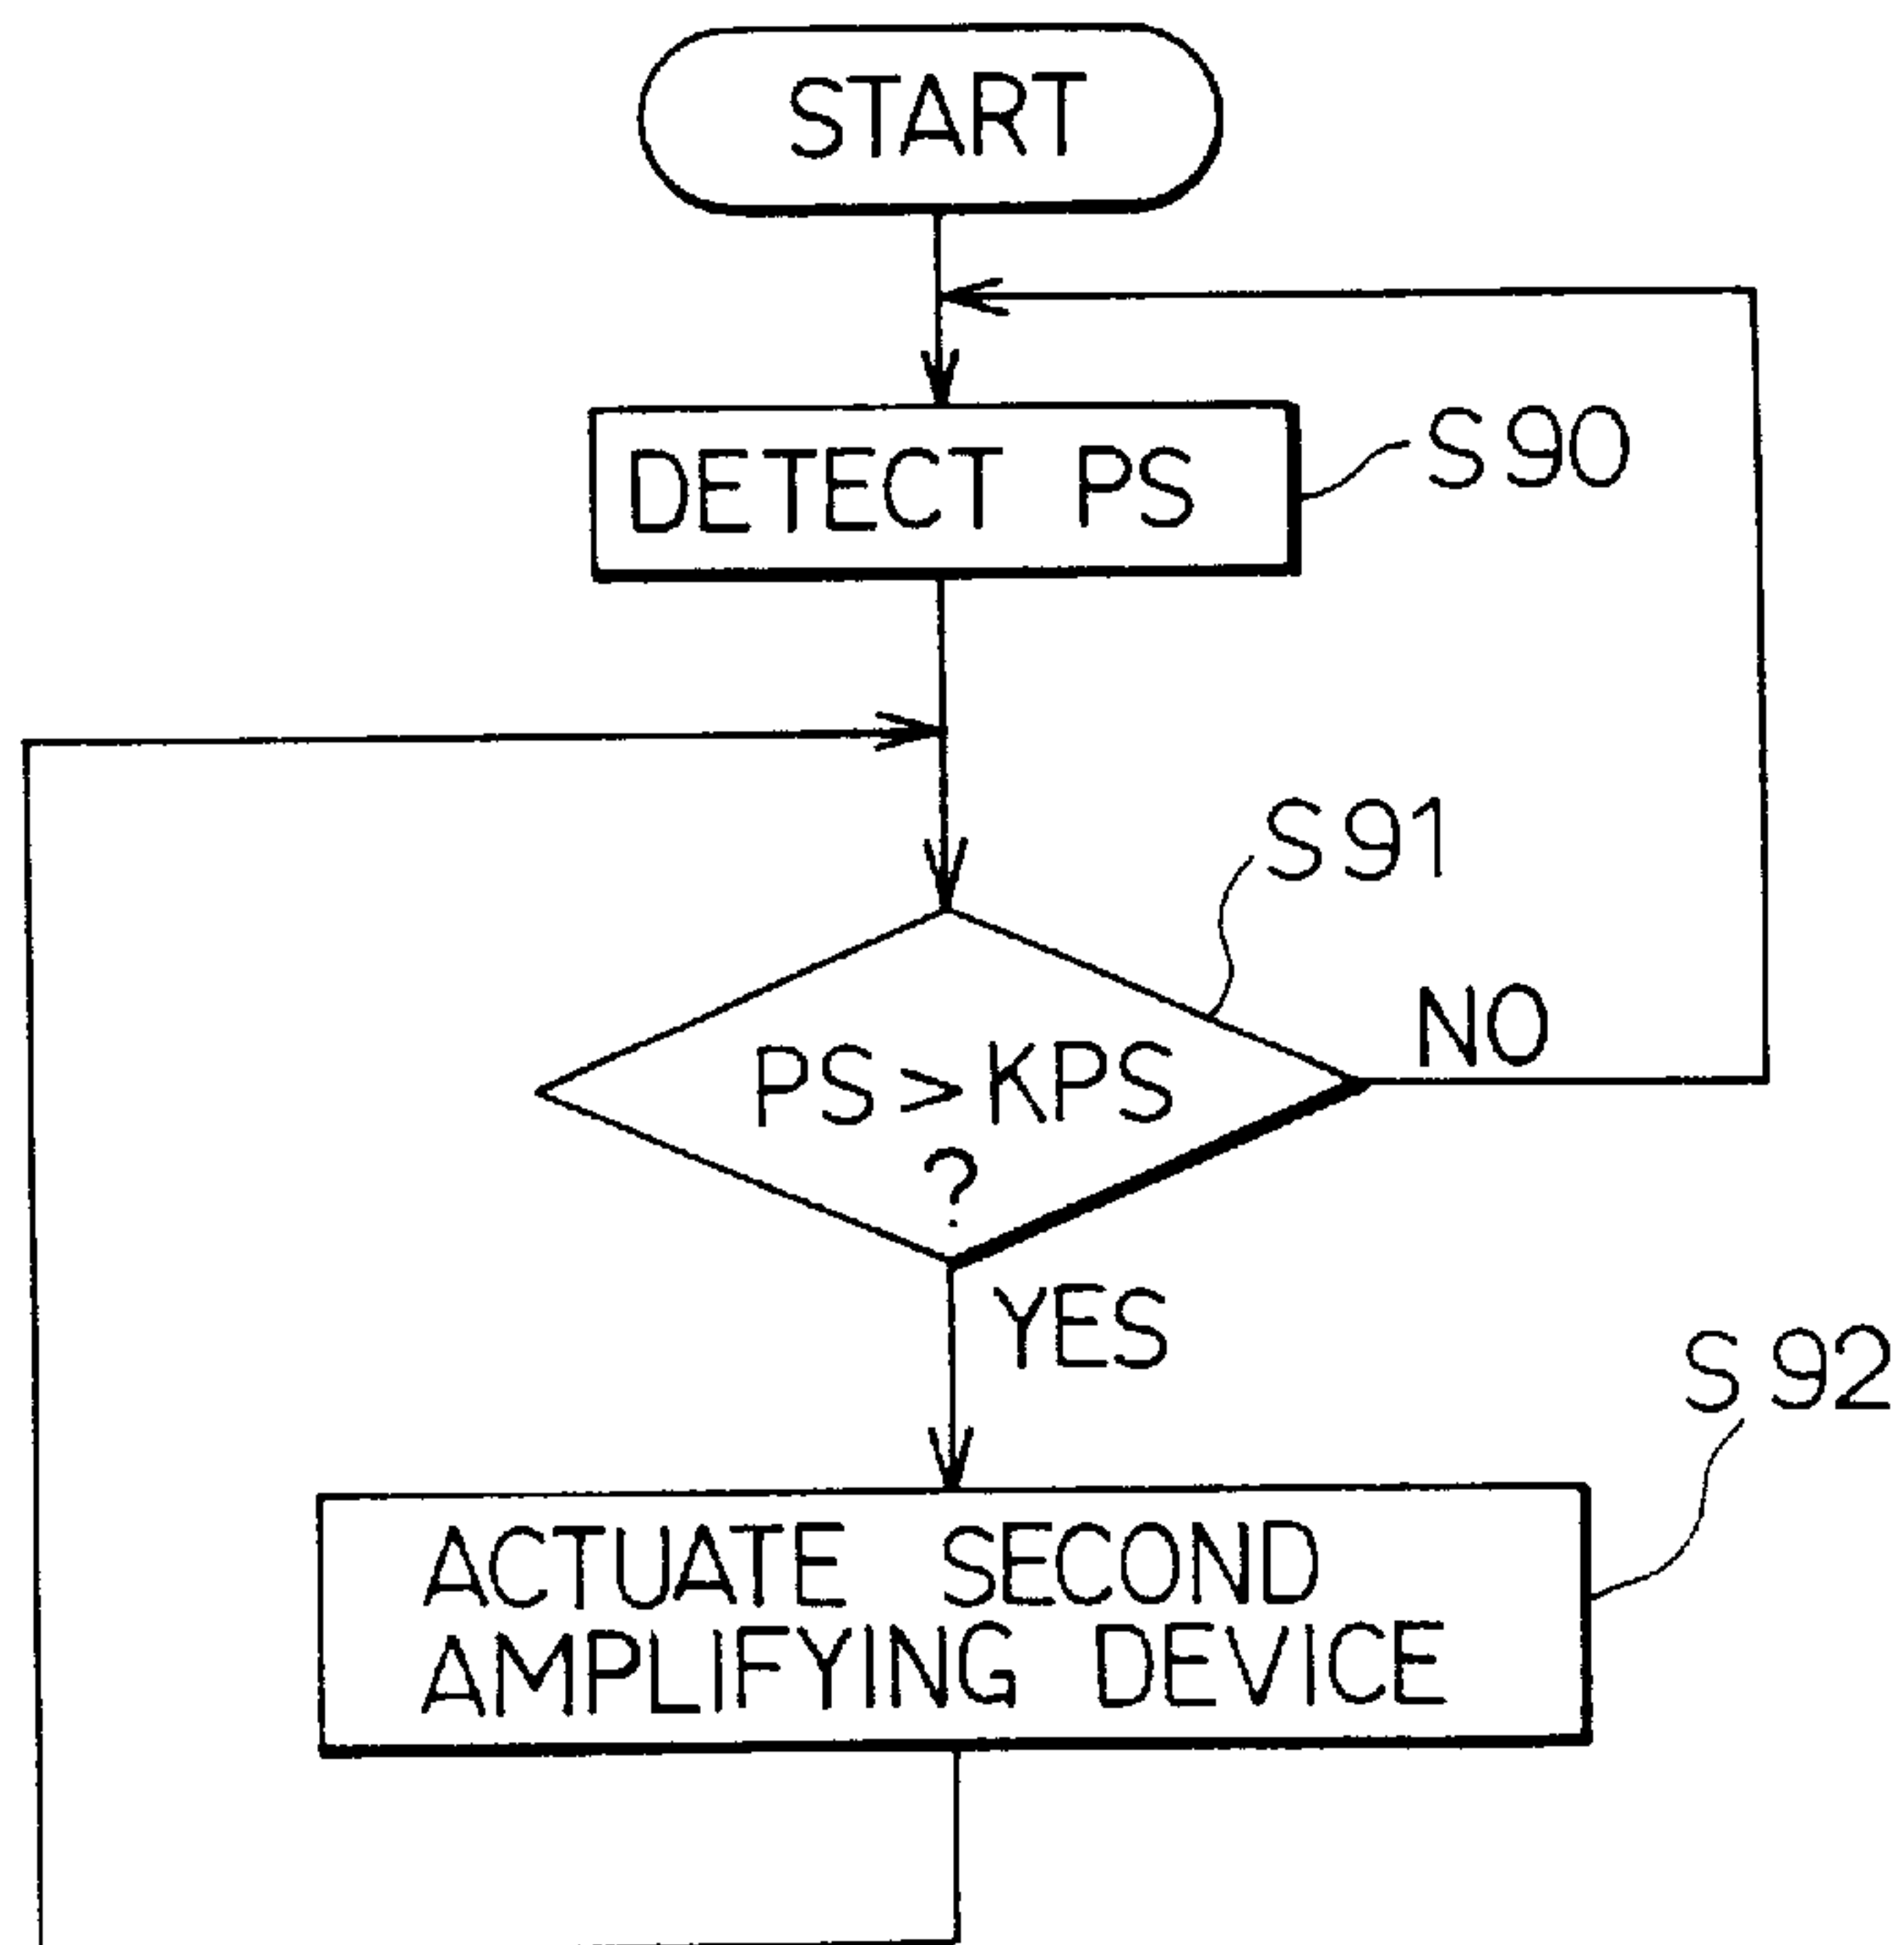 START
DETECT PS
S90
S91
PS>KPS
?
NO
YES
S92
ACTUATE SECOND
AMPLIFYING DEVICE